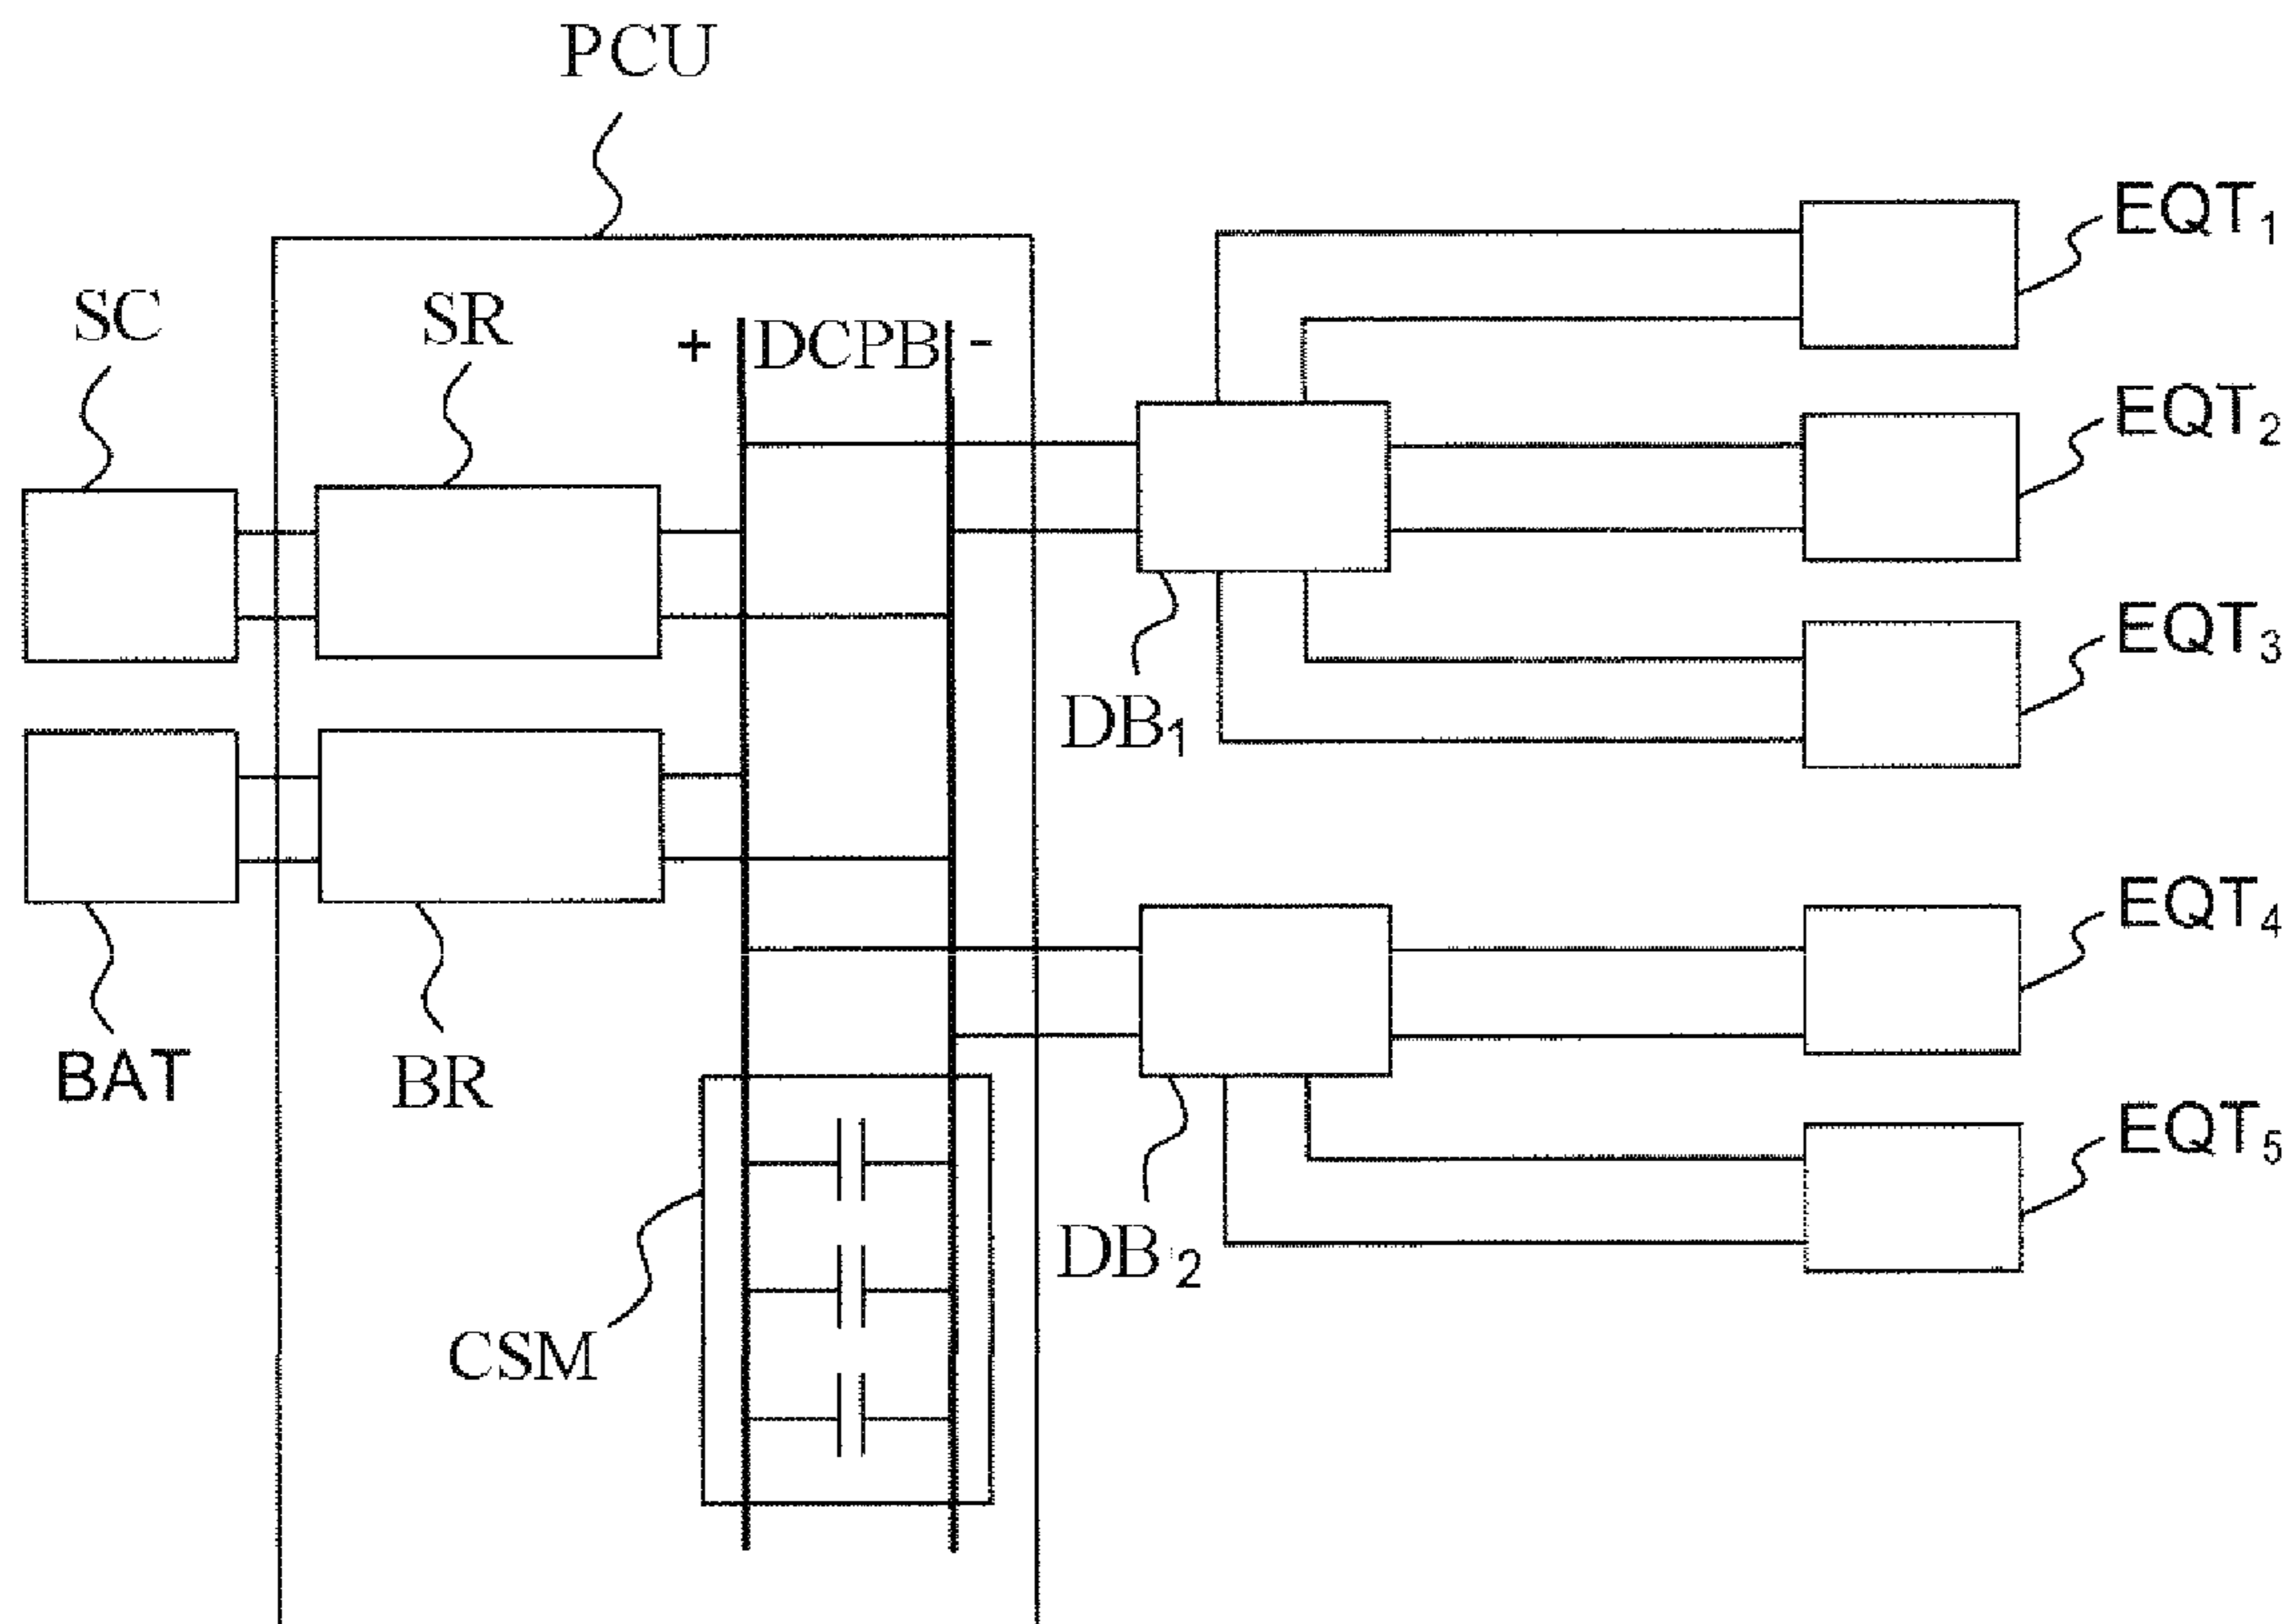 PCU
SC
SR
+ DCPB -
EQT1
EQT2
EQT3
DB1
BAT
BR
EQT4
EQT5
DB2
CSM